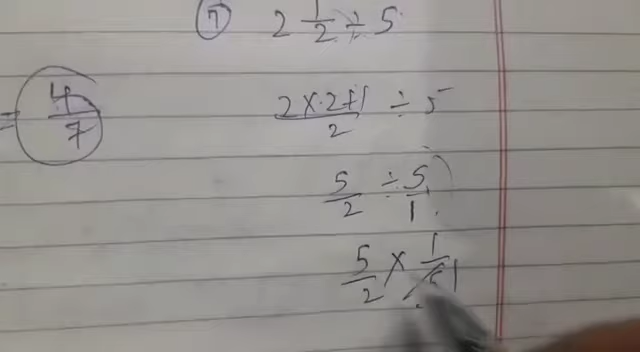 (7) 2 1/2 ÷ 5
= 4/7
2×2+1/2 ÷ 5
5/2 ÷ 5/1
5/2 × 1/5 1